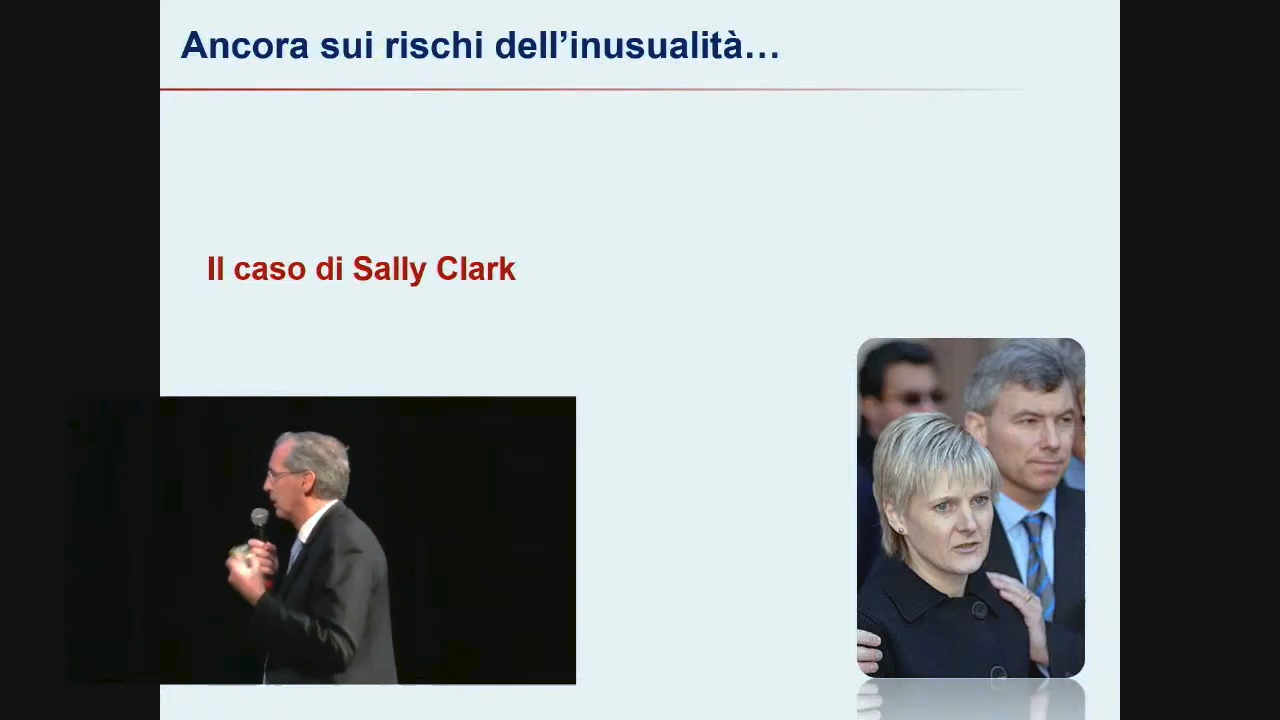 Ancora sui rischi dell’inusualità…
Il caso di Sally Clark